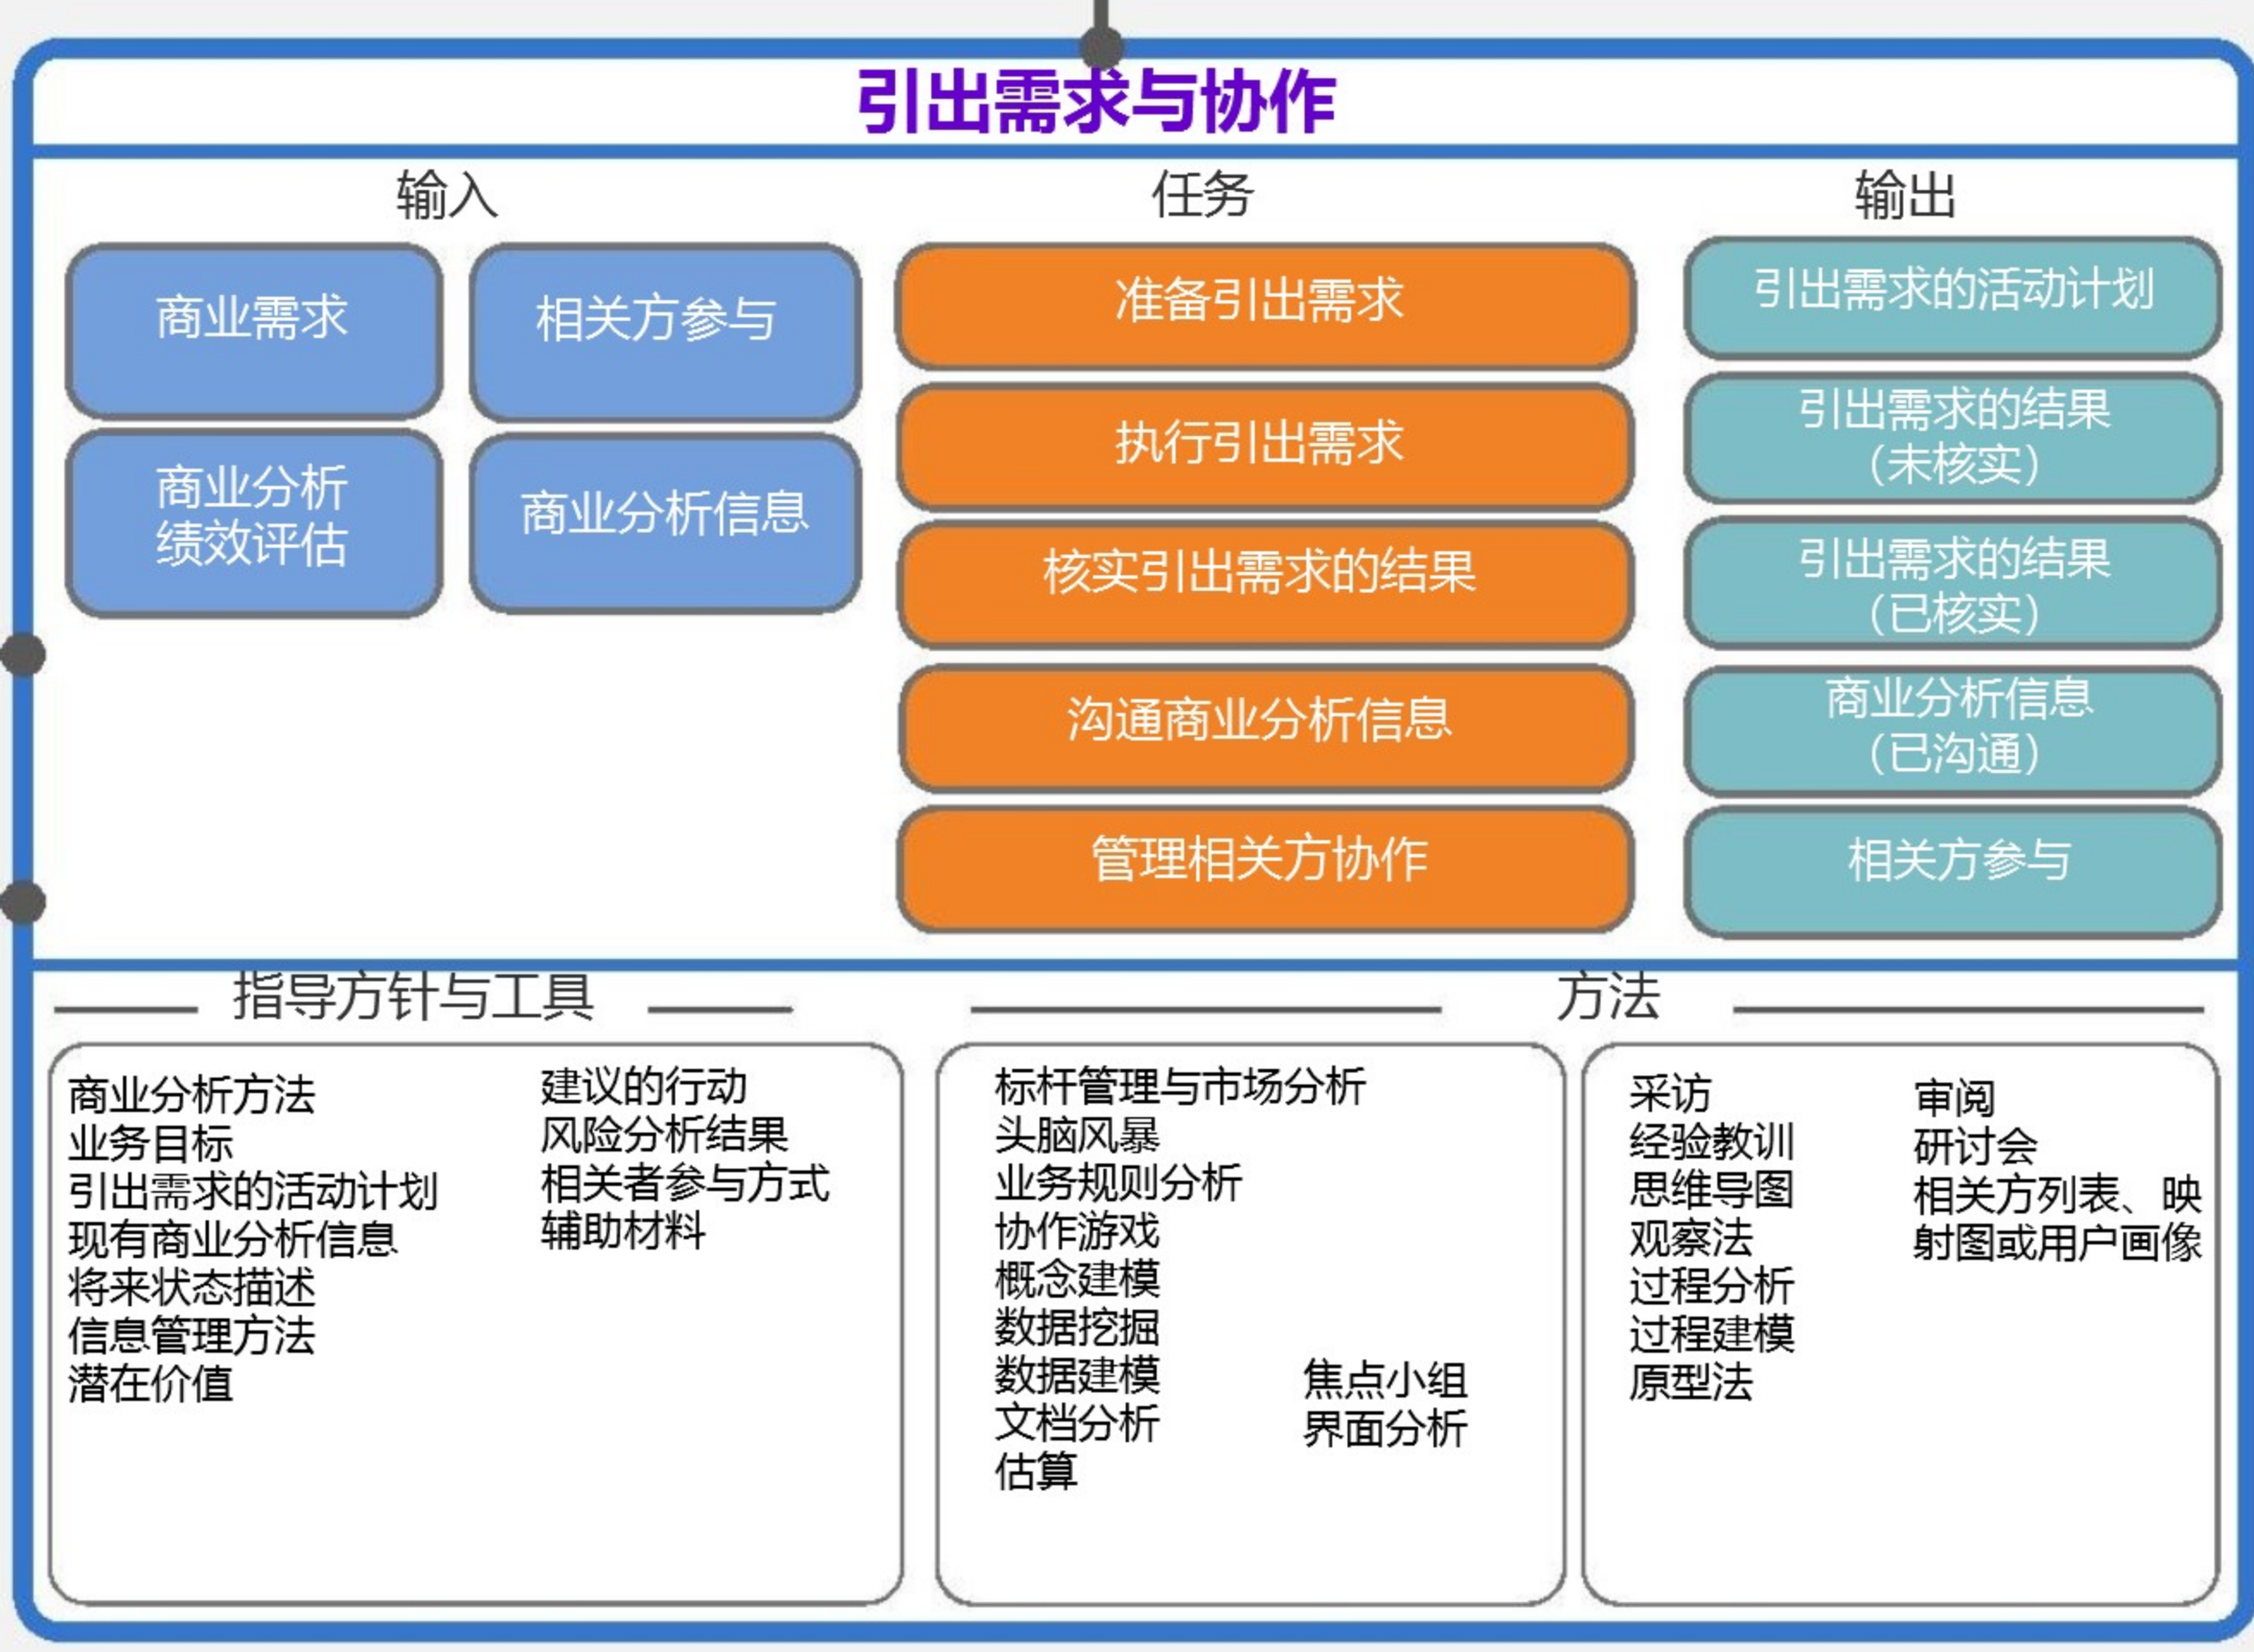 引出需求与协作
输入
商业需求
相关方参与
商业分析
绩效评估
商业分析信息
任务
准备引出需求
执行引出需求
核实引出需求的结果
沟通商业分析信息
管理相关方协作
输出
引出需求的活动计划
引出需求的结果
（未核实）
引出需求的结果
（已核实）
商业分析信息
（已沟通）
相关方参与
指导方针与工具
商业分析方法
业务目标
引出需求的活动计划
现有商业分析信息
将来状态描述
信息管理方法
潜在价值
建议的行动
风险分析结果
相关者参与方式
辅助材料
方法
标杆管理与市场分析
头脑风暴
业务规则分析
协作游戏
概念建模
数据挖掘
数据建模
文档分析
估算
焦点小组
界面分析
采访
经验教训
思维导图
观察法
过程分析
过程建模
原型法
审阅
研讨会
相关方列表、映
射图或用户画像